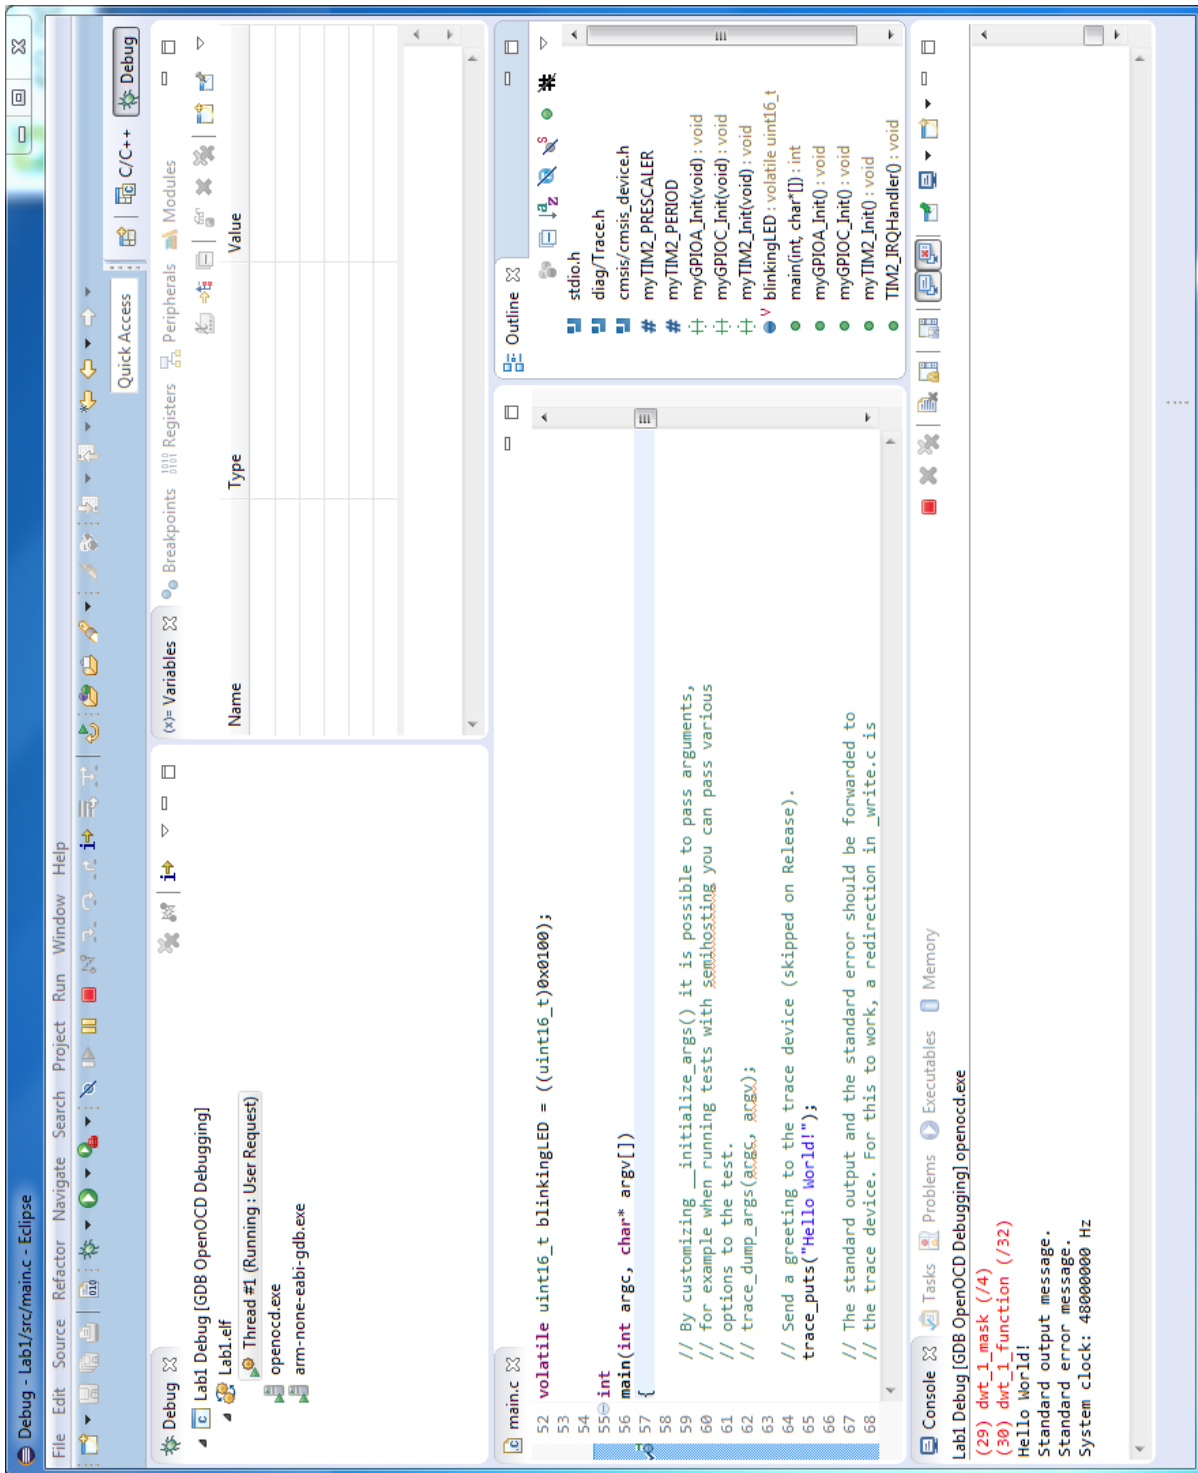 Debug - Lab1/src/main.c - Eclipse
File Edit Source Refactor Navigate Search Project Run Window Help
Quick Access
C/C++ Debug
Debug
Lab1 Debug [GDB OpenOCD Debugging]
Lab1.elf
Thread #1 (Running : User Request)
openocd.exe
arm-none-eabi-gdb.exe
(x)= Variables Breakpoints Registers Peripherals Modules
Name Type Value
main.c
52 volatile uint16_t blinkingLED = ((uint16_t)0x0100);
53
54
55 int
56 main(int argc, char* argv[])
57 {
58
59 // By customizing __initialize_args() it is possible to pass arguments,
60 // for example when running tests with semihosting you can pass various
61 // options to the test.
62 // trace_dump_args(argc, argv);
63
64 // Send a greeting to the trace device (skipped on Release).
65 trace_puts("Hello World!");
66
67 // The standard output and the standard error should be forwarded to
68 // the trace device. For this to work, a redirection in _write.c is
Outline
stdio.h
diag/Trace.h
cmsis/cmsis_device.h
myTIM2_PRESCALER
myTIM2_PERIOD
myGPIOA_Init(void) : void
myGPIOC_Init(void) : void
myTIM2_Init(void) : void
blinkingLED : volatile uint16_t
main(int, char*[]) : int
myGPIOA_Init() : void
myGPIOC_Init() : void
myTIM2_Init() : void
TIM2_IRQHandler() : void
Console Tasks Problems Executables Memory
Lab1 Debug [GDB OpenOCD Debugging] openocd.exe
(29) dwt_1_mask (/4)
(30) dwt_1_function (/32)
Hello World!
Standard output message.
Standard error message.
System clock: 48000000 Hz